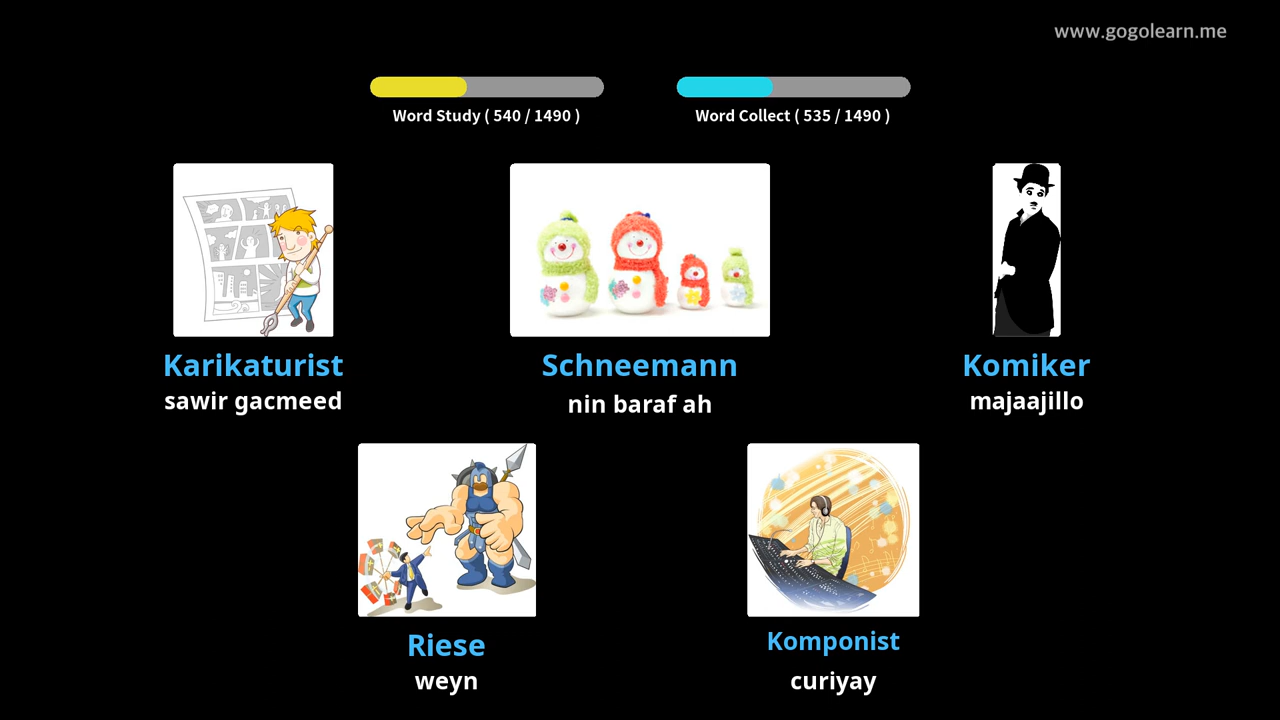 www.gogolearn.me
Word Study ( 540 / 1490 )
Word Collect ( 535 / 1490 )
Karikaturist
sawir gacmeed
Schneemann
nin baraf ah
Komiker
majaajillo
Riese
weyn
Komponist
curiyay